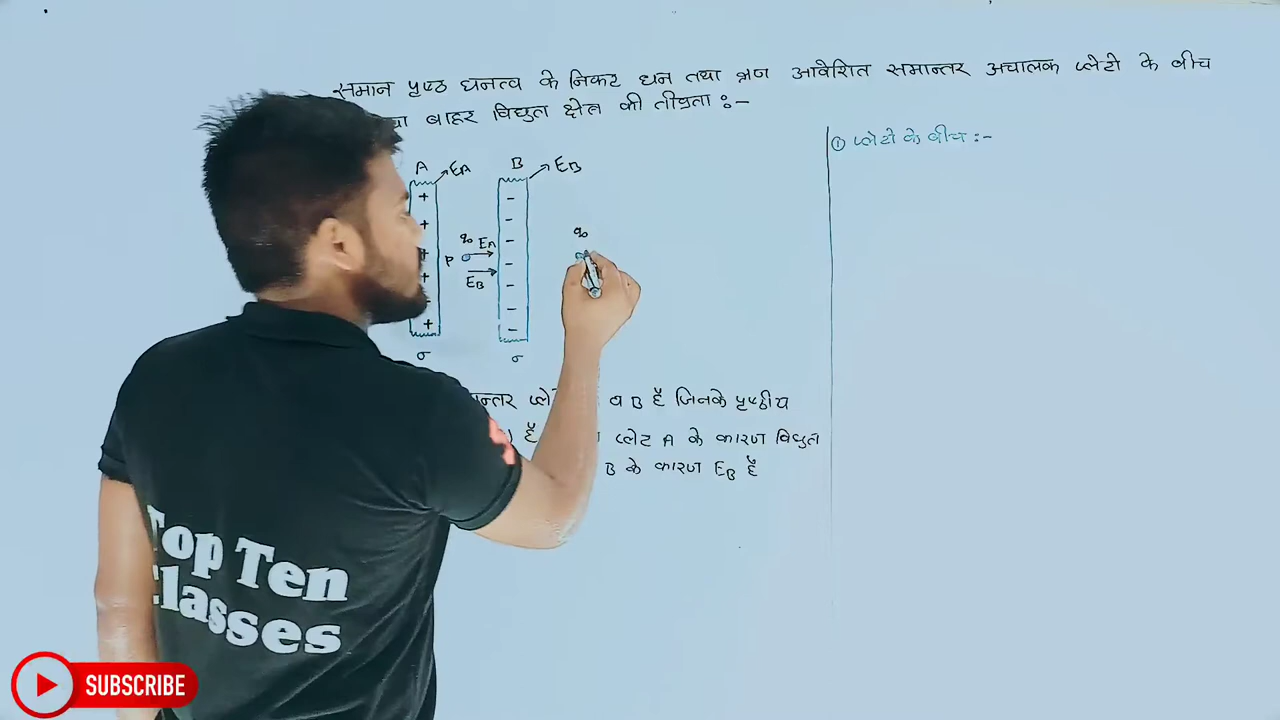 समान पृष्ठ घनत्व के निकट धन तथा ऋण आवेशित समान्तर अचालक प्लेटो के बीच
बाहर विद्युत क्षेत्र की तीव्रता :-
① प्लेटो के बीच :-
A EA B EB
+ -
+ -
-
q₀ EA q₀
+ P -
+ EB -
+ -
+ -
σ σ
न्तर प्ले व B है जिनके पृष्ठीय
है प्लेट A के कारण विद्युत
B के कारण EB है
Top Ten
Classes
SUBSCRIBE